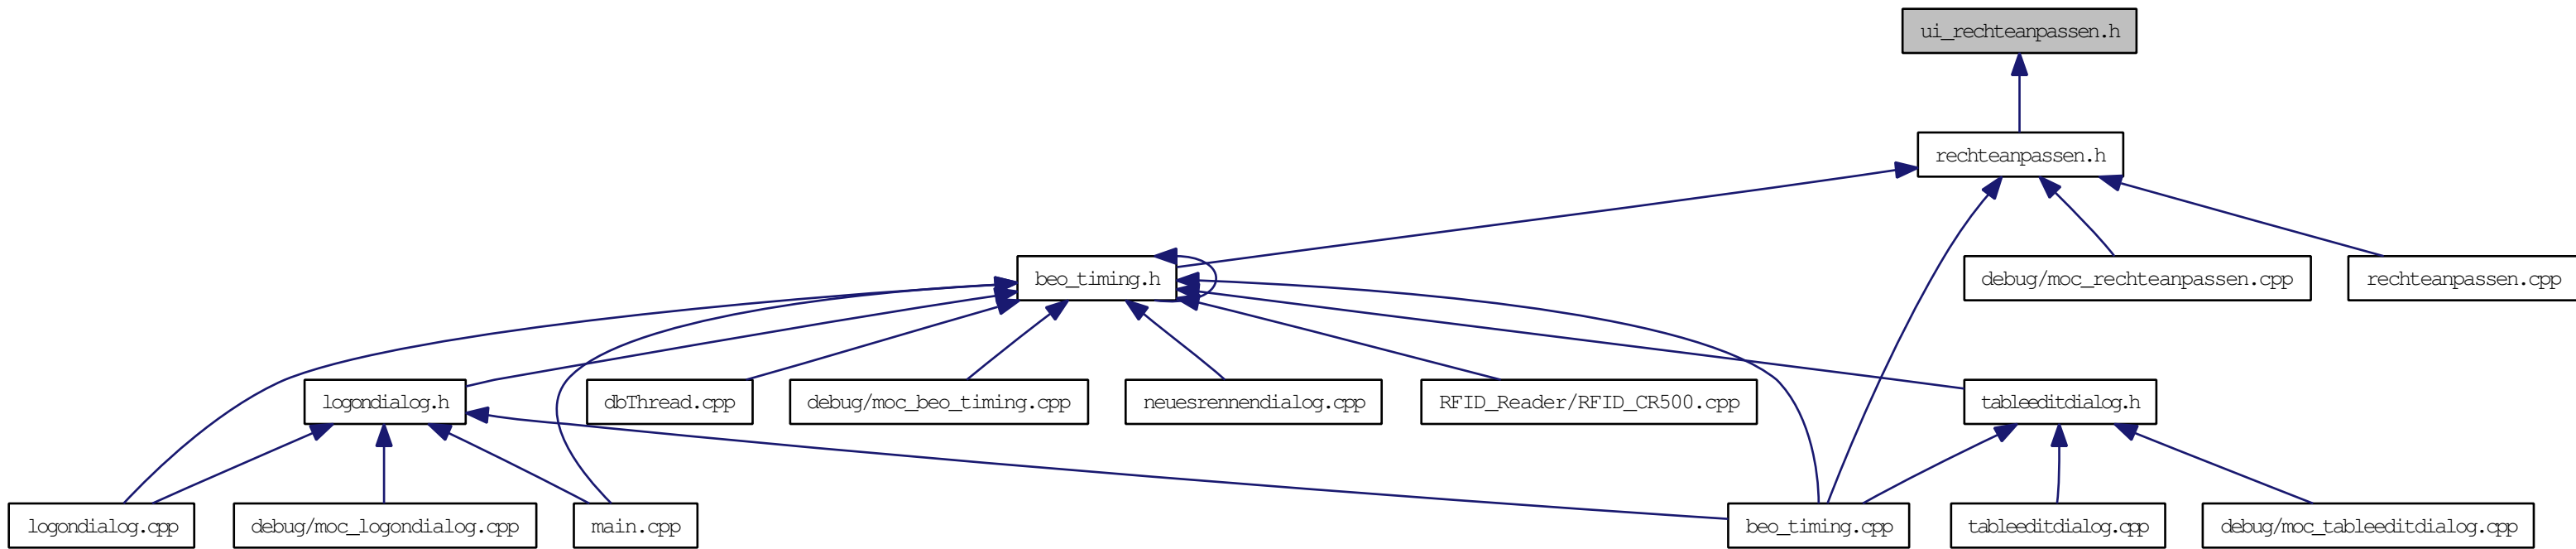 ui_rechteanpassen.h
rechteanpassen.h
beo_timing.h
debug/moc_rechteanpassen.cpp
rechteanpassen.cpp
logondialog.h
dbThread.cpp
debug/moc_beo_timing.cpp
neuesrennendialog.cpp
RFID_Reader/RFID_CR500.cpp
tableeditdialog.h
logondialog.cpp
debug/moc_logondialog.cpp
main.cpp
beo_timing.cpp
tableeditdialog.cpp
debug/moc_tableeditdialog.cpp